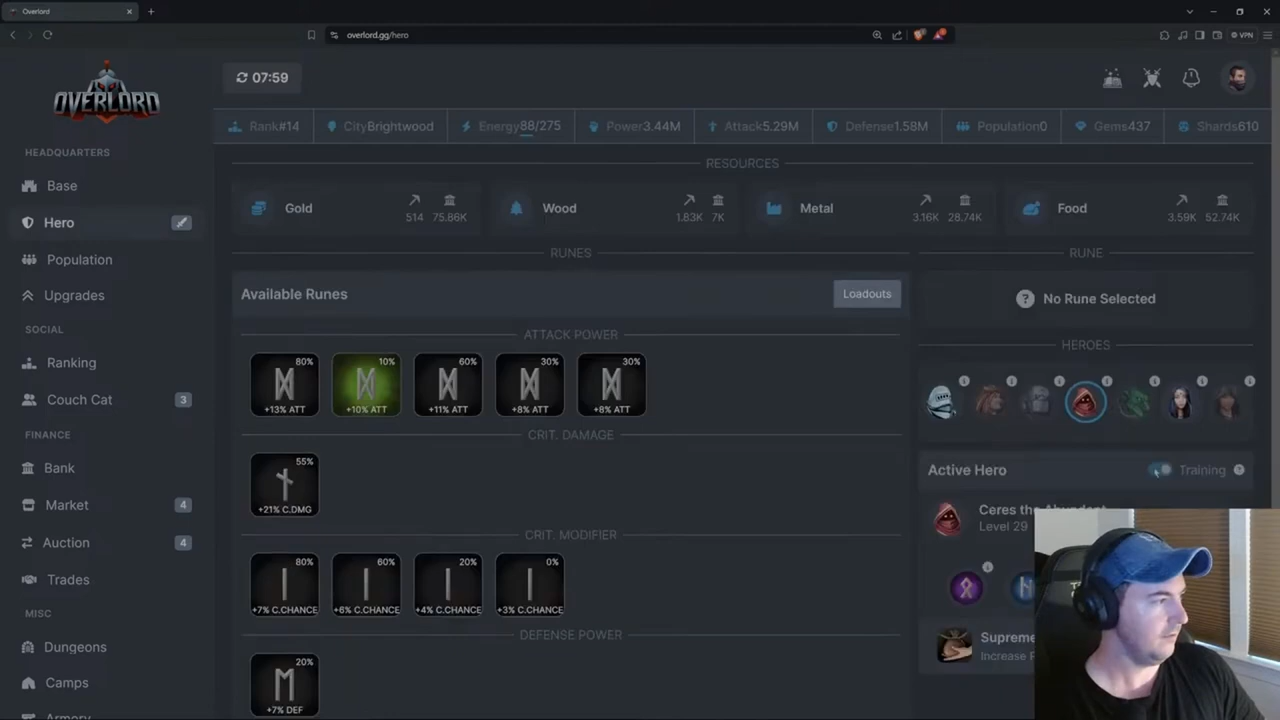 Overlord
overlord.gg/hero
VPN
OVERLORD
07:59
Rank#14
CityBrightwood
Energy88/275
Power3.44M
Attack5.29M
Defense1.58M
Population0
Gems437
Shards610
HEADQUARTERS
Base
Hero
Population
Upgrades
SOCIAL
Ranking
Couch Cat
3
FINANCE
Bank
Market
4
Auction
4
Trades
MISC
Dungeons
Camps
Armory
RESOURCES
Gold
514
75.86K
Wood
1.83K
7K
Metal
3.16K
28.74K
Food
3.59K
52.74K
RUNES
Available Runes
Loadouts
ATTACK POWER
80%
+13% ATT
10%
+10% ATT
60%
+11% ATT
30%
+8% ATT
30%
+8% ATT
CRIT. DAMAGE
55%
+21% C.DMG
CRIT. MODIFIER
80%
+7% C.CHANCE
60%
+6% C.CHANCE
20%
+4% C.CHANCE
0%
+3% C.CHANCE
DEFENSE POWER
20%
+7% DEF
RUNE
No Rune Selected
HEROES
Active Hero
Training
Ceres the Abundant
Level 29
Supreme
Increase